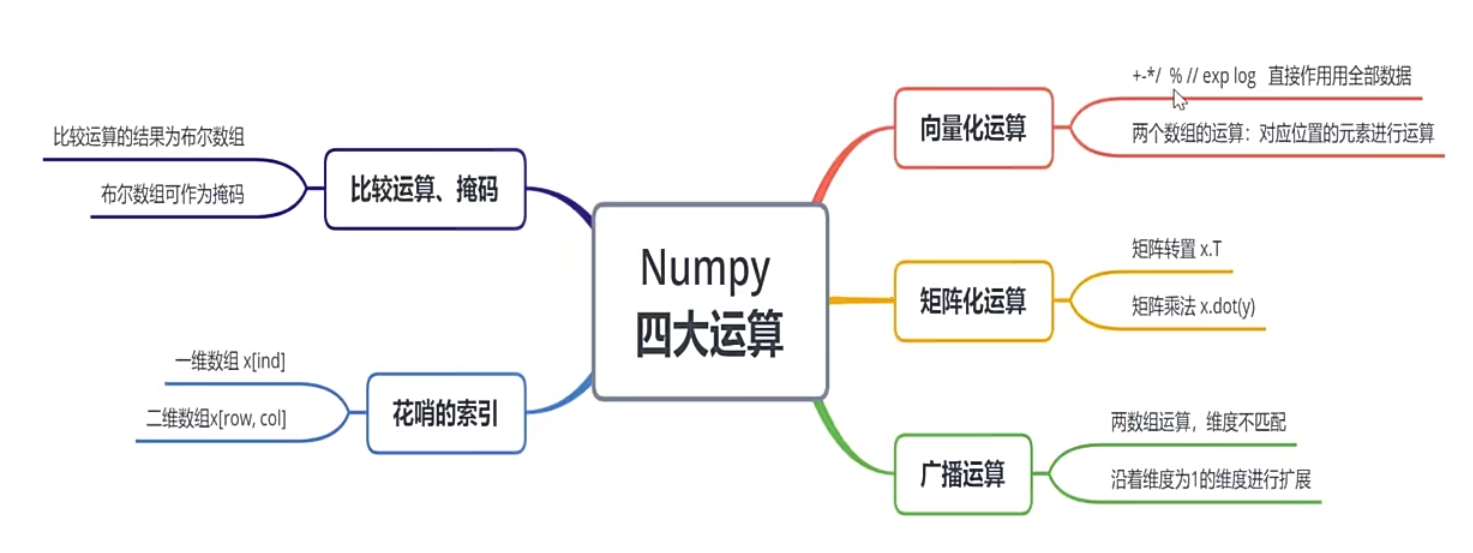 Numpy
四大运算
向量化运算
+-*/ % // exp log 直接作用用全部数据
两个数组的运算：对应位置的元素进行运算
矩阵化运算
矩阵转置 x.T
矩阵乘法 x.dot(y)
广播运算
两数组运算，维度不匹配
沿着维度为1的维度进行扩展
比较运算、掩码
比较运算的结果为布尔数组
布尔数组可作为掩码
花哨的索引
一维数组 x[ind]
二维数组x[row, col]